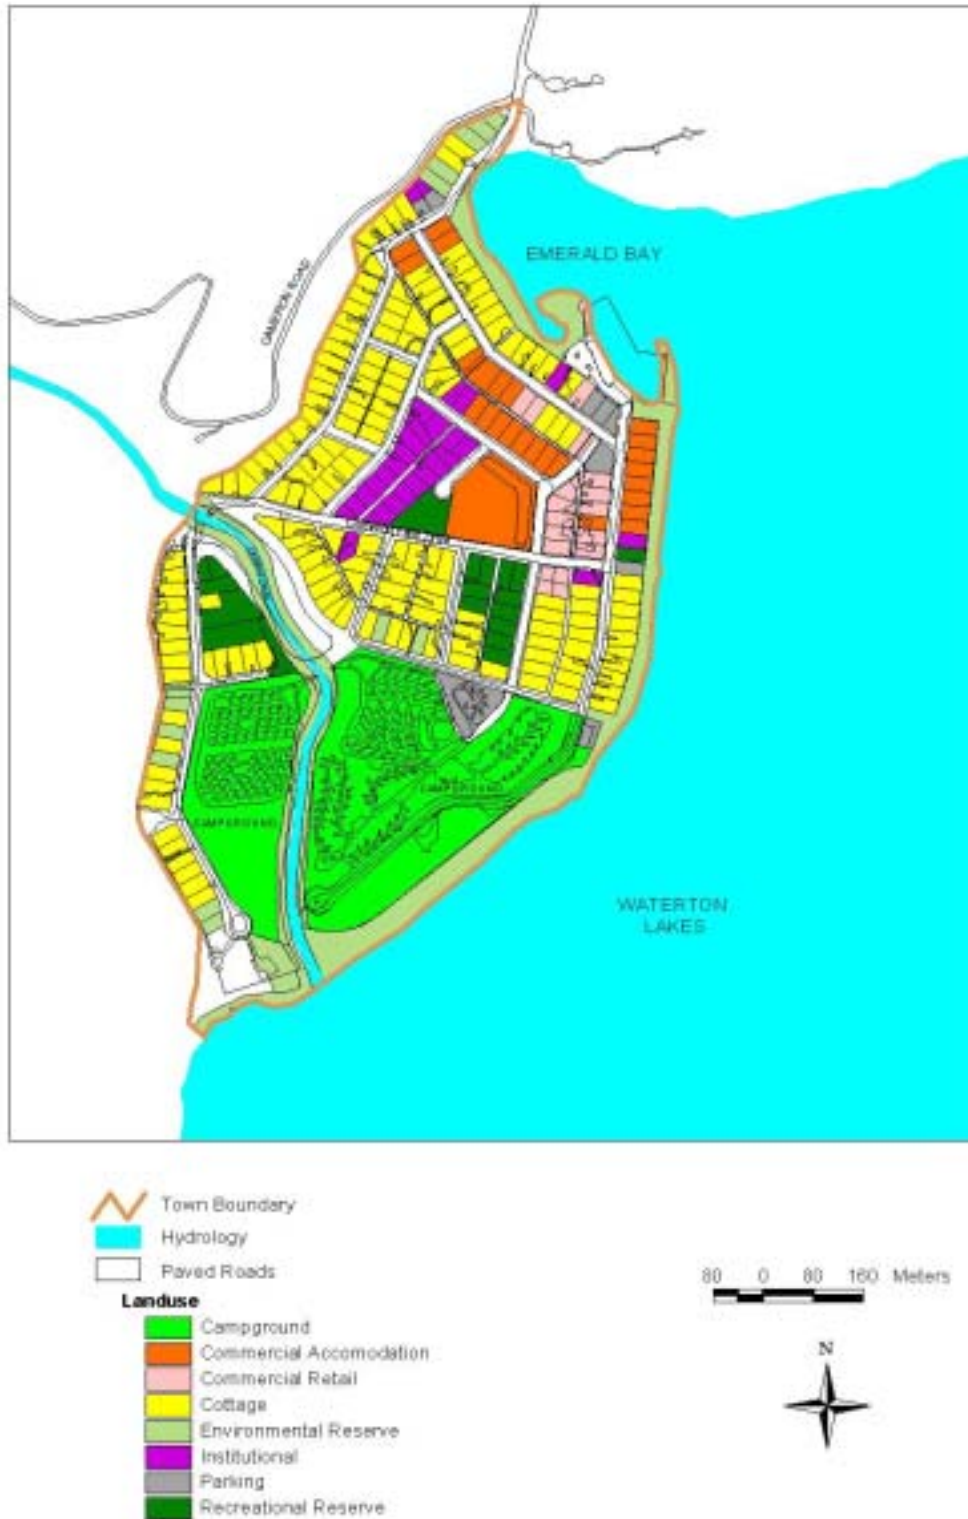 EMERALD BAY
CAMERON ROAD
CAMPGROUND
CAMPGROUND
WATERTON
LAKES
Town Boundary
Hydrology
Paved Roads
80 0 80 160 Meters
Landuse
Campground
Commercial Accomodation
Commercial Retail
Cottage
Environmental Reserve
Institutional
Parking
Recreational Reserve
N